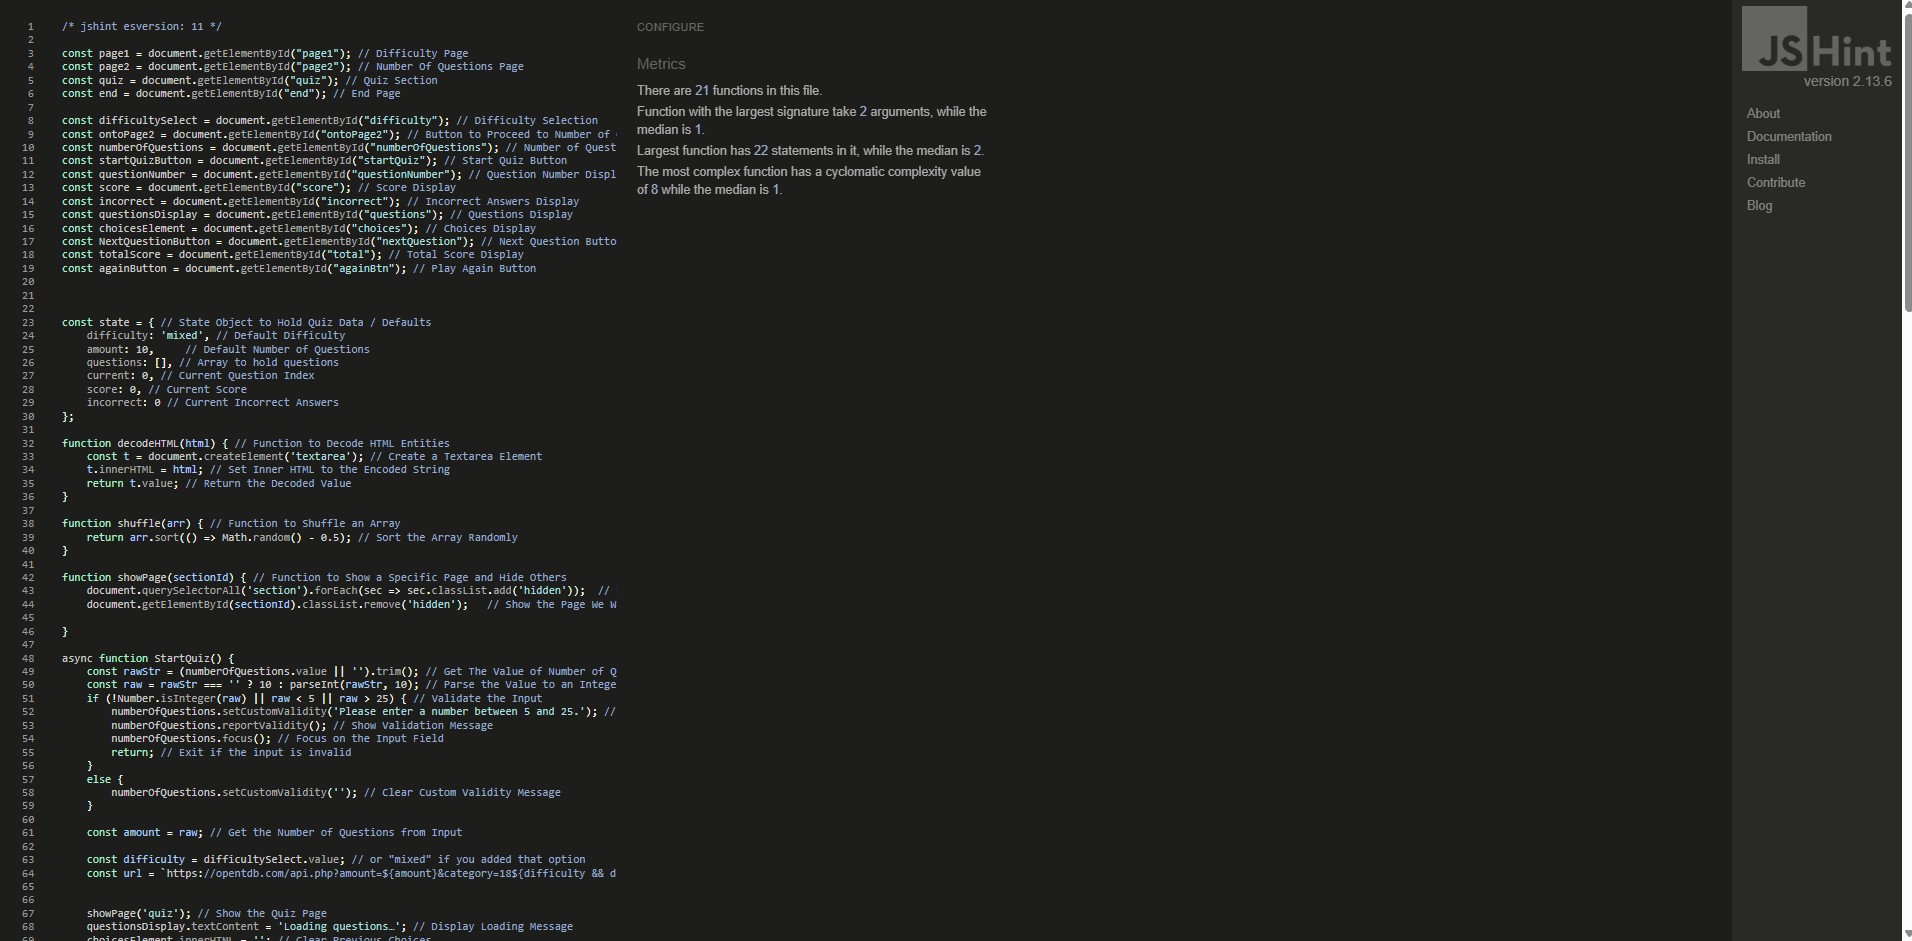 1 /* jshint esversion: 11 */
2
3 const page1 = document.getElementById("page1"); // Difficulty Page
4 const page2 = document.getElementById("page2"); // Number Of Questions Page
5 const quiz = document.getElementById("quiz"); // Quiz Section
6 const end = document.getElementById("end"); // End Page
7
8 const difficultySelect = document.getElementById("difficulty"); // Difficulty Selection
9 const ontoPage2 = document.getElementById("ontoPage2"); // Button to Proceed to Number of
10 const numberOfQuestions = document.getElementById("numberOfQuestions"); // Number of Quest
11 const startQuizButton = document.getElementById("startQuiz"); // Start Quiz Button
12 const questionNumber = document.getElementById("questionNumber"); // Question Number Displ
13 const score = document.getElementById("score"); // Score Display
14 const incorrect = document.getElementById("incorrect"); // Incorrect Answers Display
15 const questionsDisplay = document.getElementById("questions"); // Questions Display
16 const choicesElement = document.getElementById("choices"); // Choices Display
17 const NextQuestionButton = document.getElementById("nextQuestion"); // Next Question Butto
18 const totalScore = document.getElementById("total"); // Total Score Display
19 const againButton = document.getElementById("againBtn"); // Play Again Button
20
21
22
23 const state = { // State Object to Hold Quiz Data / Defaults
24 difficulty: 'mixed', // Default Difficulty
25 amount: 10, // Default Number of Questions
26 questions: [], // Array to hold questions
27 current: 0, // Current Question Index
28 score: 0, // Current Score
29 incorrect: 0 // Current Incorrect Answers
30 };
31
32 function decodeHTML(html) { // Function to Decode HTML Entities
33 const t = document.createElement('textarea'); // Create a Textarea Element
34 t.innerHTML = html; // Set Inner HTML to the Encoded String
35 return t.value; // Return the Decoded Value
36 }
37
38 function shuffle(arr) { // Function to Shuffle an Array
39 return arr.sort(() => Math.random() - 0.5); // Sort the Array Randomly
40 }
41
42 function showPage(sectionId) { // Function to Show a Specific Page and Hide Others
43 document.querySelectorAll('section').forEach(sec => sec.classList.add('hidden')); //
44 document.getElementById(sectionId).classList.remove('hidden'); // Show the Page We W
45
46 }
47
48 async function StartQuiz() {
49 const rawStr = (numberOfQuestions.value || '').trim(); // Get The Value of Number of Q
50 const raw = rawStr === '' ? 10 : parseInt(rawStr, 10); // Parse the Value to an Intege
51 if (!Number.isInteger(raw) || raw < 5 || raw > 25) { // Validate the Input
52 numberOfQuestions.setCustomValidity('Please enter a number between 5 and 25.'); //
53 numberOfQuestions.reportValidity(); // Show Validation Message
54 numberOfQuestions.focus(); // Focus on the Input Field
55 return; // Exit if the input is invalid
56 }
57 else {
58 numberOfQuestions.setCustomValidity(''); // Clear Custom Validity Message
59 }
60
61 const amount = raw; // Get the Number of Questions from Input
62
63 const difficulty = difficultySelect.value; // or "mixed" if you added that option
64 const url = `https://opentdb.com/api.php?amount=${amount}&category=18${difficulty && d
65
66
67 showPage('quiz'); // Show the Quiz Page
68 questionsDisplay.textContent = 'Loading questions…'; // Display Loading Message
69 choicesElement.innerHTML = ''; // Clear Previous Choices
CONFIGURE
Metrics
There are 21 functions in this file.
Function with the largest signature take 2 arguments, while the
median is 1.
Largest function has 22 statements in it, while the median is 2.
The most complex function has a cyclomatic complexity value
of 8 while the median is 1.
JSHint
version 2.13.6
About
Documentation
Install
Contribute
Blog